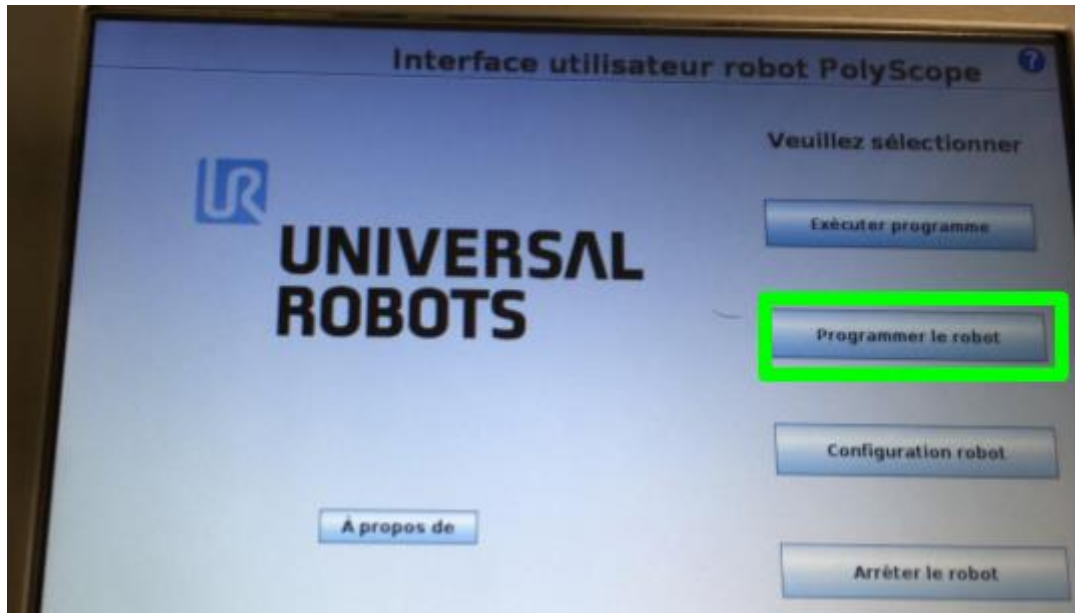 Interface utilisateur robot PolyScope
?
Veuillez sélectionner
UR
UNIVERSAL
ROBOTS
Exécuter programme
Programmer le robot
Configuration robot
À propos de
Arrêter le robot